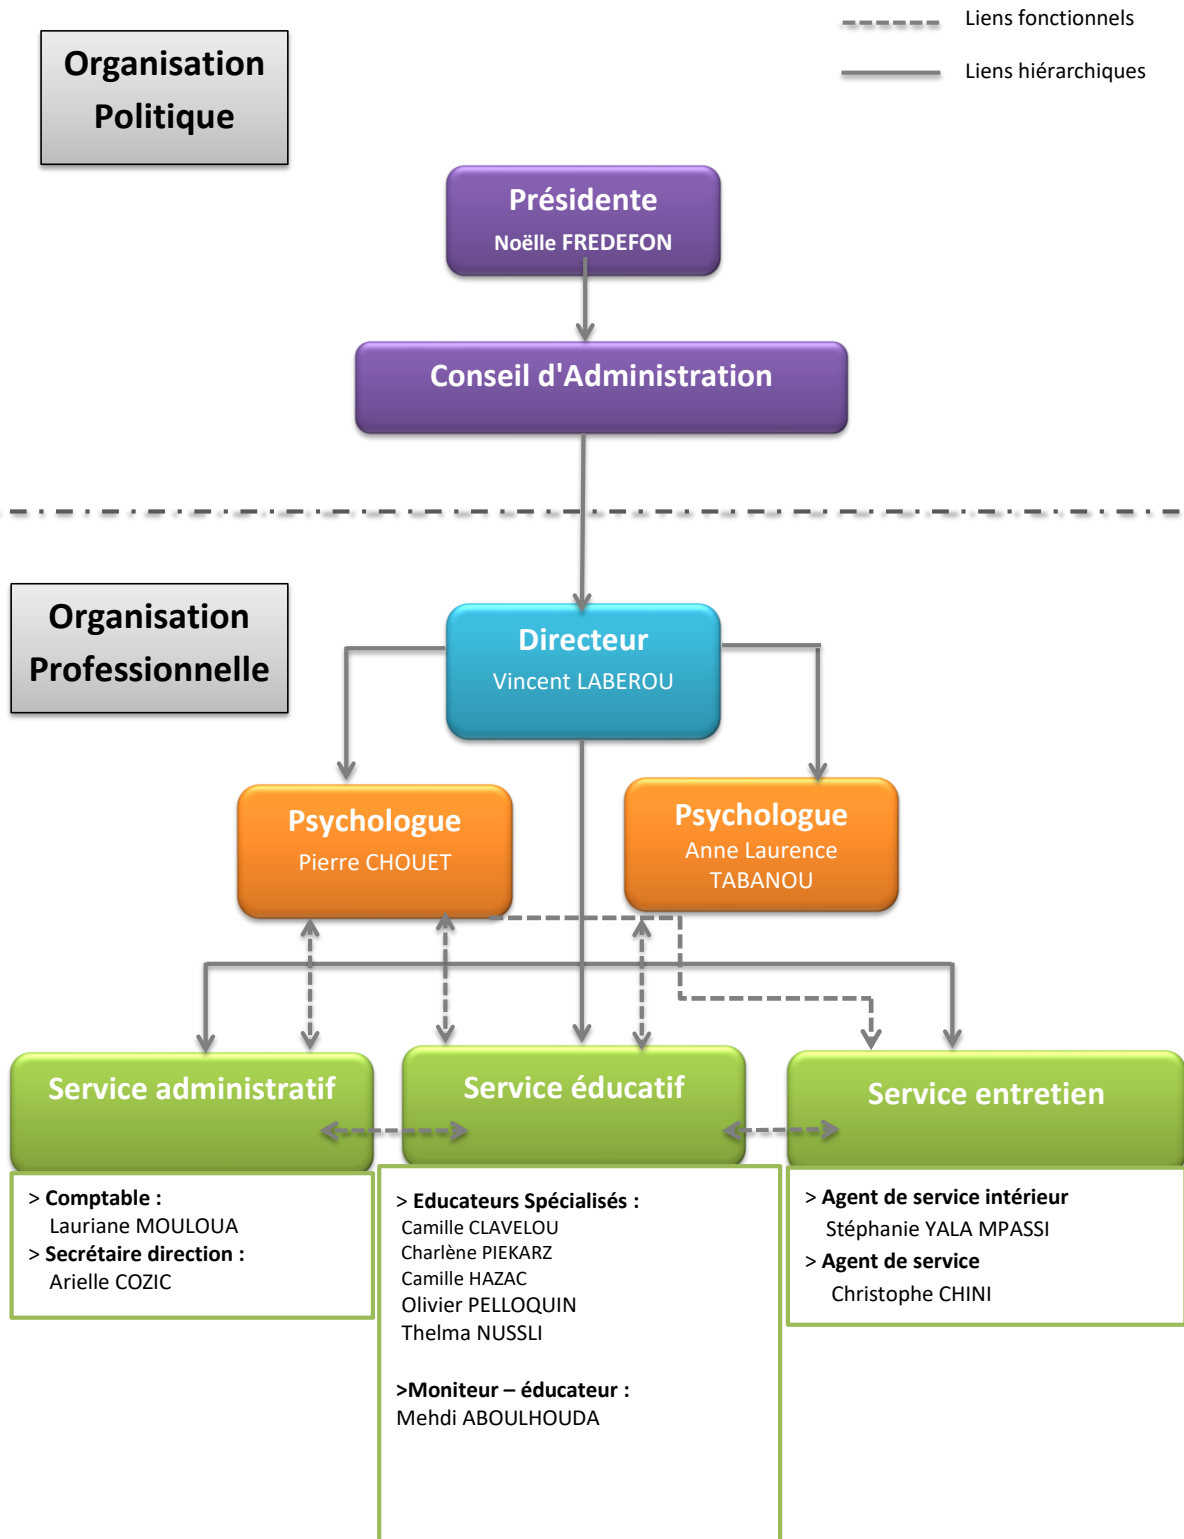 Liens fonctionnels
Liens hiérarchiques
Organisation
Politique
Présidente
Noëlle FREDEFON
Conseil d'Administration
Organisation
Professionnelle
Directeur
Vincent LABEROU
Psychologue
Pierre CHOUET
Psychologue
Anne Laurence
TABANOU
Service administratif
> Comptable :
Lauriane MOULOUA
> Secrétaire direction :
Arielle COZIC
Service éducatif
> Educateurs Spécialisés :
Camille CLAVELOU
Charlène PIEKARZ
Camille HAZAC
Olivier PELLOQUIN
Thelma NUSSLI
>Moniteur – éducateur :
Mehdi ABOULHOUDA
Service entretien
> Agent de service intérieur
Stéphanie YALA MPASSI
> Agent de service
Christophe CHINI